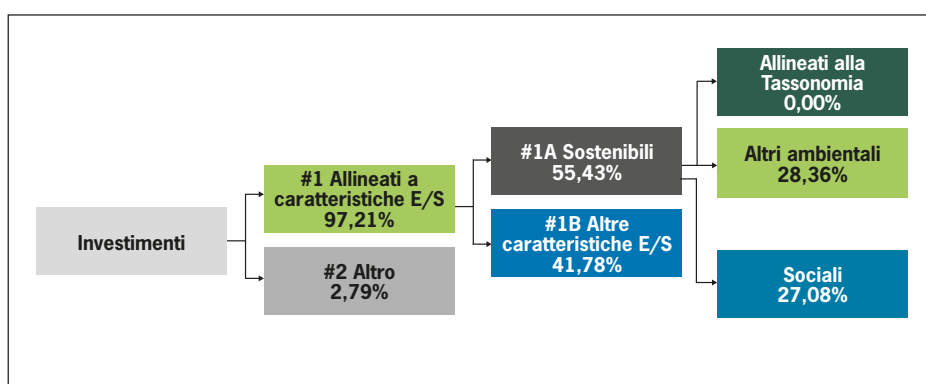 Investimenti
#1 Allineati a
caratteristiche E/S
97,21%
#2 Altro
2,79%
#1A Sostenibili
55,43%
#1B Altre
caratteristiche E/S
41,78%
Allineati alla
Tassonomia
0,00%
Altri ambientali
28,36%
Sociali
27,08%